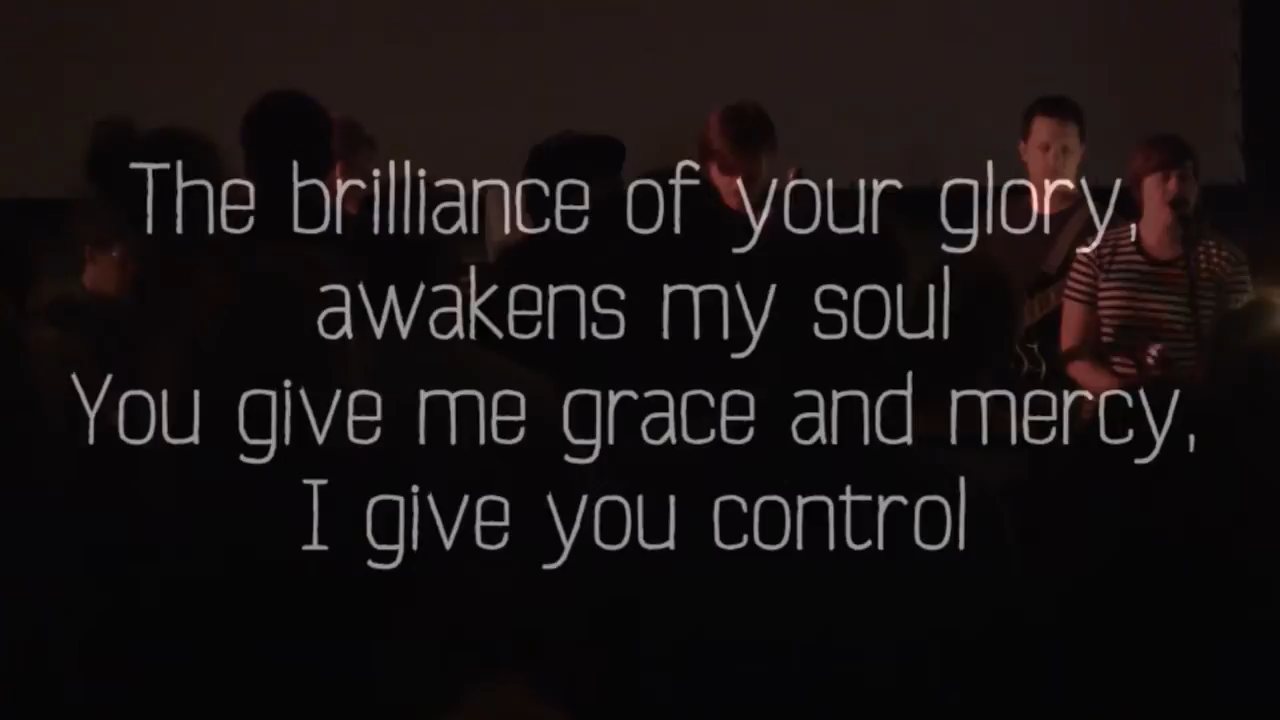 The brilliance of your glory,
awakens my soul
You give me grace and mercy,
I give you control